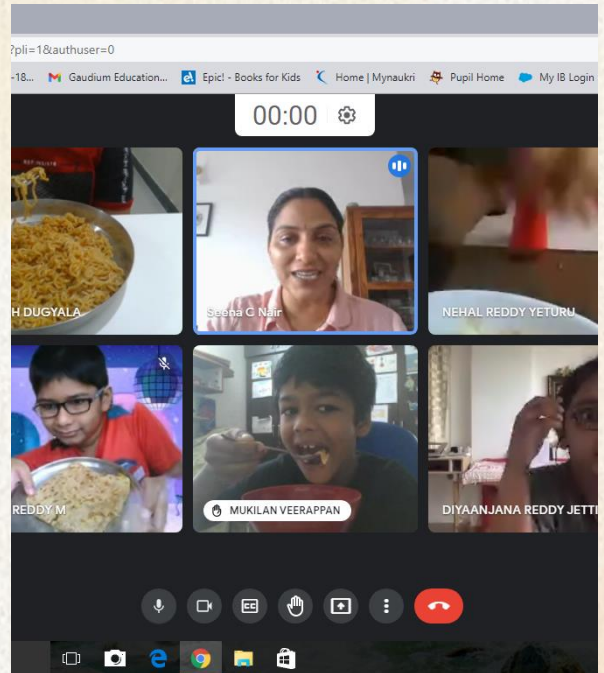 ?pli=1&authuser=0
-18... Gaudium Education... Epic! - Books for Kids Home | Mynaukri Pupil Home My IB Login
00:00
H DUGYALA
Seena C Nair
NEHAL REDDY YETURU
REDDY M
MUKILAN VEERAPPAN
DIYAANJANA REDDY JETTI
CC